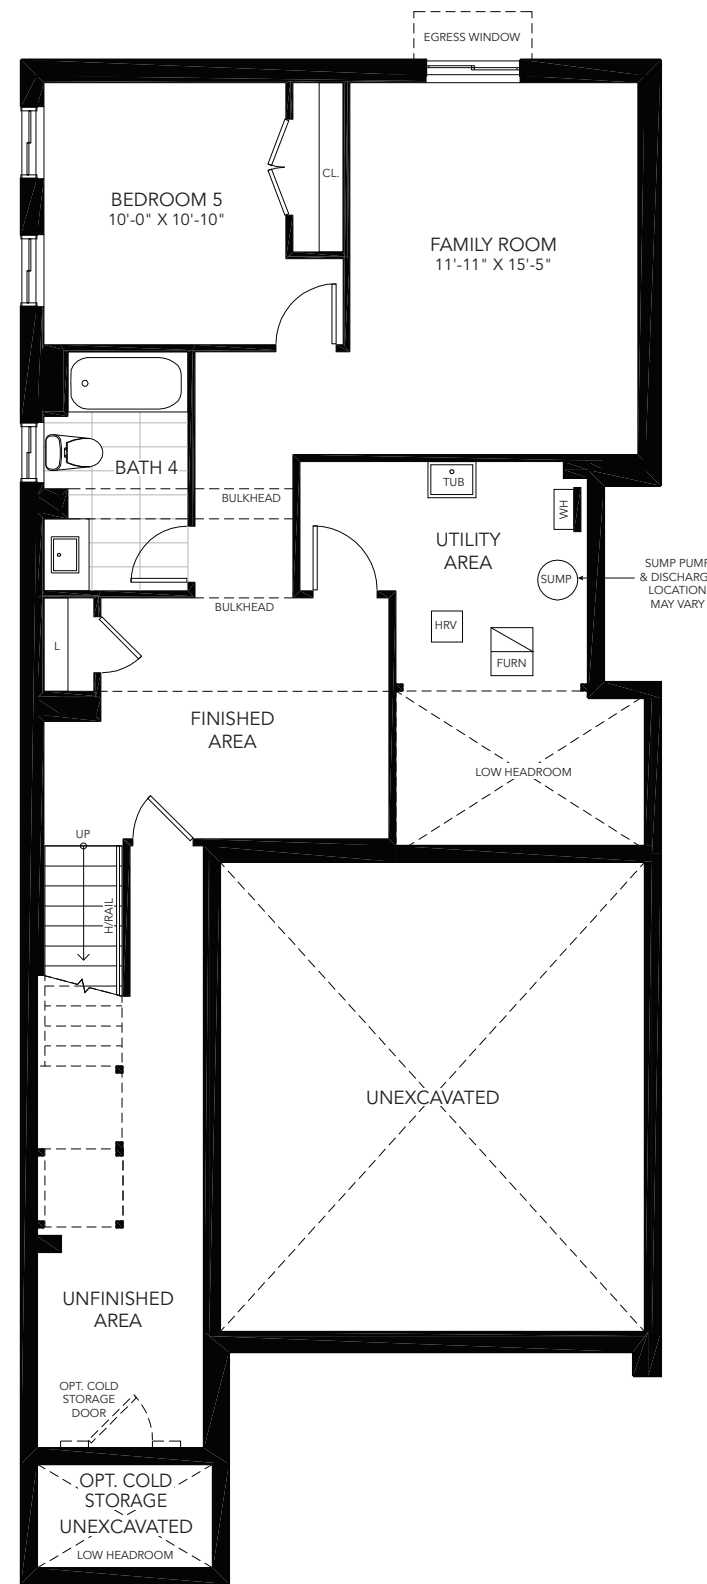 EGRESS WINDOW
BEDROOM 5
10'-0" X 10'-10"
CL.
FAMILY ROOM
11'-11" X 15'-5"
BATH 4
BULKHEAD
TUB
WH
UTILITY
AREA
SUMP
SUMP PUMP
& DISCHARG
LOCATION
MAY VARY
BULKHEAD
HRV
FURN
L
FINISHED
AREA
LOW HEADROOM
UP
H/RAIL
UNEXCAVATED
UNFINISHED
AREA
OPT. COLD
STORAGE
DOOR
OPT. COLD
STORAGE
UNEXCAVATED
LOW HEADROOM